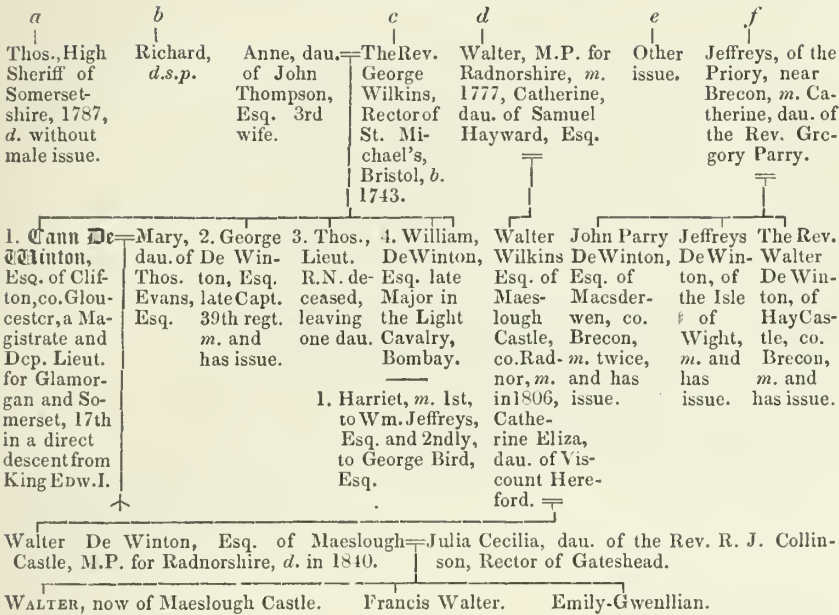 a
Thos., High
Sheriff of
Somerset-
shire, 1787,
d. without
male issue.
b
Richard,
d.s.p.
Anne, dau.
of John
Thompson,
Esq. 3rd
wife.
c
The Rev.
George
Wilkins,
Rector of
St. Mi-
chael's,
Bristol, b.
1743.
d
Walter, M.P. for
Radnorshire, m.
1777, Catherine,
dau. of Samuel
Hayward, Esq.
e
Other
issue.
f
Jeffreys, of the
Priory, near
Brecon, m. Ca-
therine, dau. of
the Rev. Gre-
gory Parry.
1. Cann De
Winton,
Esq. of Clif-
ton, co. Glou-
cester, a Ma-
gistrate and
Dep. Lieut.
for Glamor-
gan and So-
merset, 17th
in a direct
descent from
King EDW. I.
Mary,
dau. of
Thos.
Evans,
Esq.
2. George
De Win-
ton, Esq.
late Capt.
39th regt.
m. and
has issue.
3. Thos.,
Lieut.
R.N. de-
ceased,
leaving
one dau.
4. William,
DeWinton,
Esq. late
Major in
the Light
Cavalry,
Bombay.
1. Harriet, m. 1st,
to Wm. Jeffreys,
Esq. and 2ndly,
to George Bird,
Esq.
Walter
Wilkins
Esq. of
Maes-
lough
Castle,
co. Rad-
nor, m.
in 1806,
Cathe-
rine Eliza,
dau. of Vis-
count Here-
ford.
John Parry
DeWinton,
Esq. of
Macsder-
wen, co.
Brecon,
m. twice,
and has
issue.
Jeffreys
De Win-
ton, of
the Isle
of
Wight,
m. and
has
issue.
The Rev.
Walter
De Win-
ton, of
Hay Cas-
tle, co.
Brecon,
m. and
has issue.
Walter De Winton, Esq. of Maeslough
Castle, M.P. for Radnorshire, d. in 1840.
Julia Cecilia, dau. of the Rev. R. J. Collin-
son, Rector of Gateshead.
WALTER, now of Maeslough Castle.
Francis Walter.
Emily-Gwenllian.